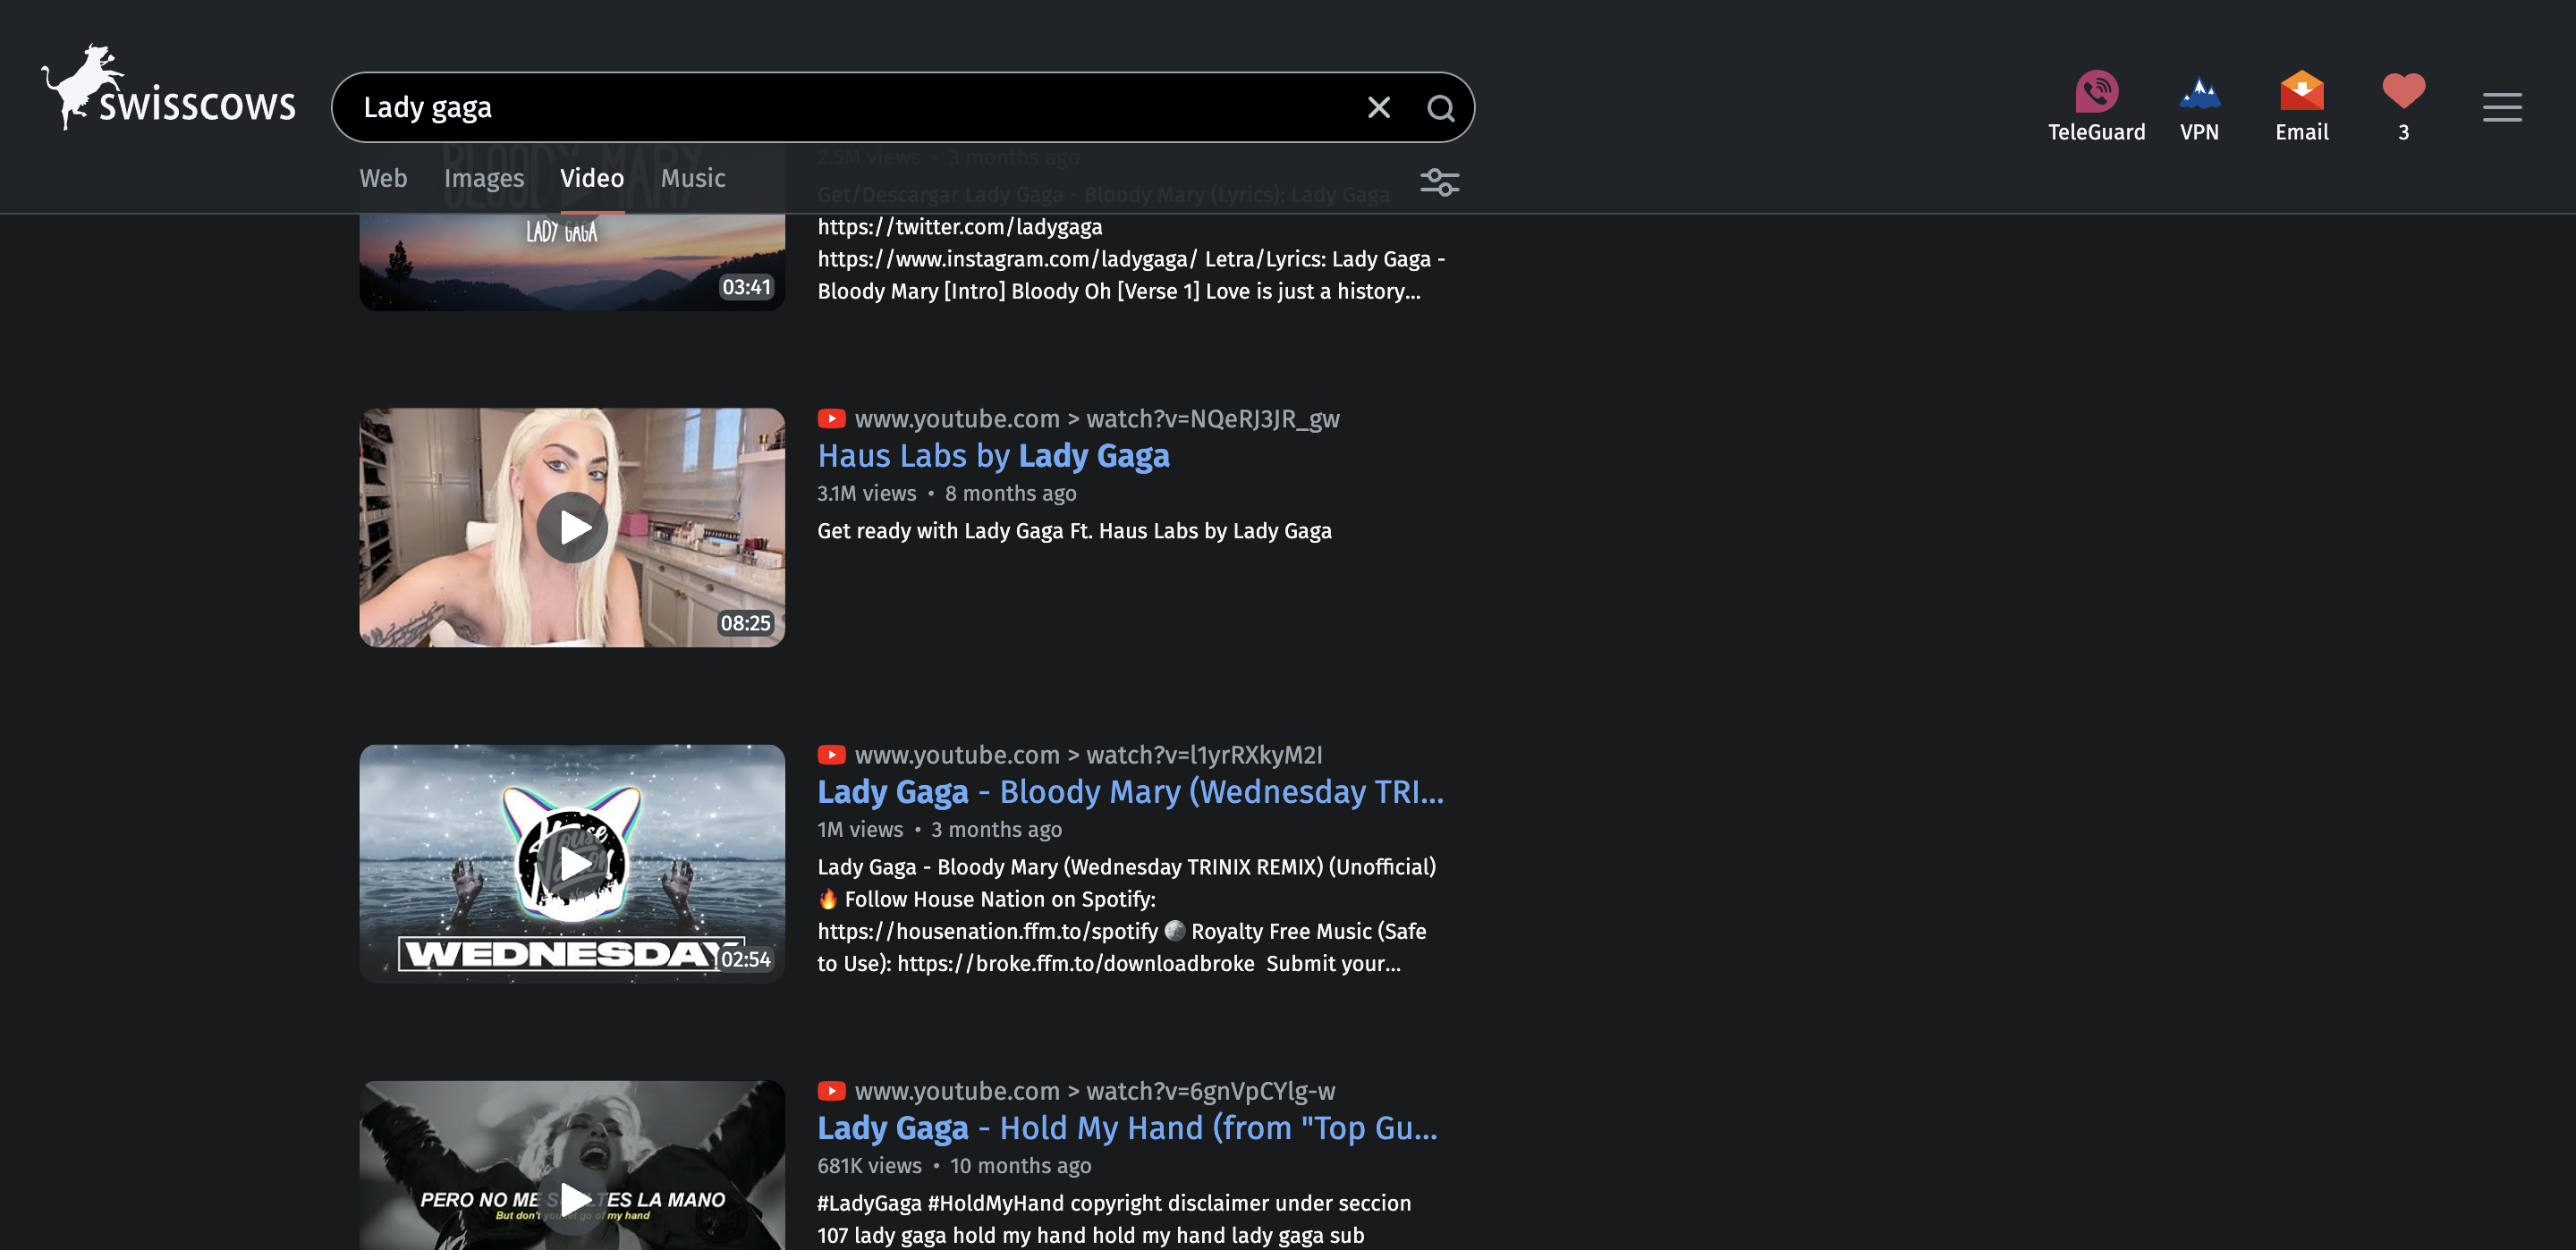 swisscows
Lady gaga
TeleGuard
VPN
Email
3
Web
Images
Video
Music
BLOODY MARY
2.5M views • 3 months ago
Get/Descargar Lady Gaga - Bloody Mary (Lyrics): Lady Gaga
LADY GAGA
03:41
https://twitter.com/ladygaga
https://www.instagram.com/ladygaga/ Letra/Lyrics: Lady Gaga -
Bloody Mary [Intro] Bloody Oh [Verse 1] Love is just a history...
08:25
www.youtube.com > watch?v=NQeRJ3JR_gw
Haus Labs by Lady Gaga
3.1M views • 8 months ago
Get ready with Lady Gaga Ft. Haus Labs by Lady Gaga
WEDNESDAY
02:54
www.youtube.com > watch?v=l1yrRXkyM2I
Lady Gaga - Bloody Mary (Wednesday TRI...
1M views • 3 months ago
Lady Gaga - Bloody Mary (Wednesday TRINIX REMIX) (Unofficial)
🔥 Follow House Nation on Spotify:
https://housenation.ffm.to/spotify 🌒 Royalty Free Music (Safe
to Use): https://broke.ffm.to/downloadbroke Submit your...
PERO NO ME SUELTES LA MANO
But don't you let go of my hand
www.youtube.com > watch?v=6gnVpCYlg-w
Lady Gaga - Hold My Hand (from "Top Gu...
681K views • 10 months ago
#LadyGaga #HoldMyHand copyright disclaimer under seccion
107 lady gaga hold my hand hold my hand lady gaga sub